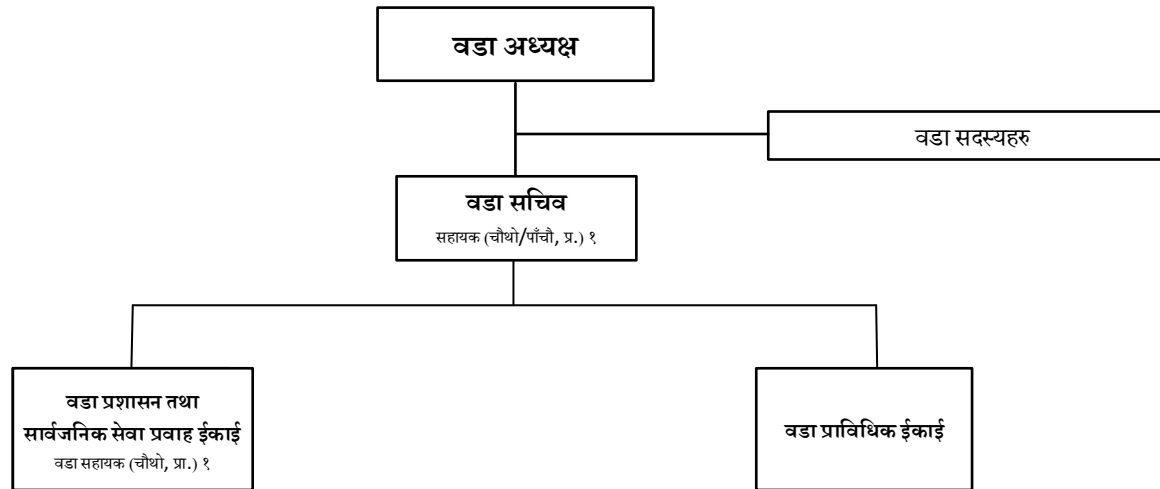 वडा अध्यक्ष
वडा सदस्यहरु
वडा सचिव
सहायक (चौथो/पाँचौ, प्र.) १
वडा प्रशासन तथा
सार्वजनिक सेवा प्रवाह ईकाई
वडा सहायक (चौथो, प्रा.) १
वडा प्राविधिक ईकाई